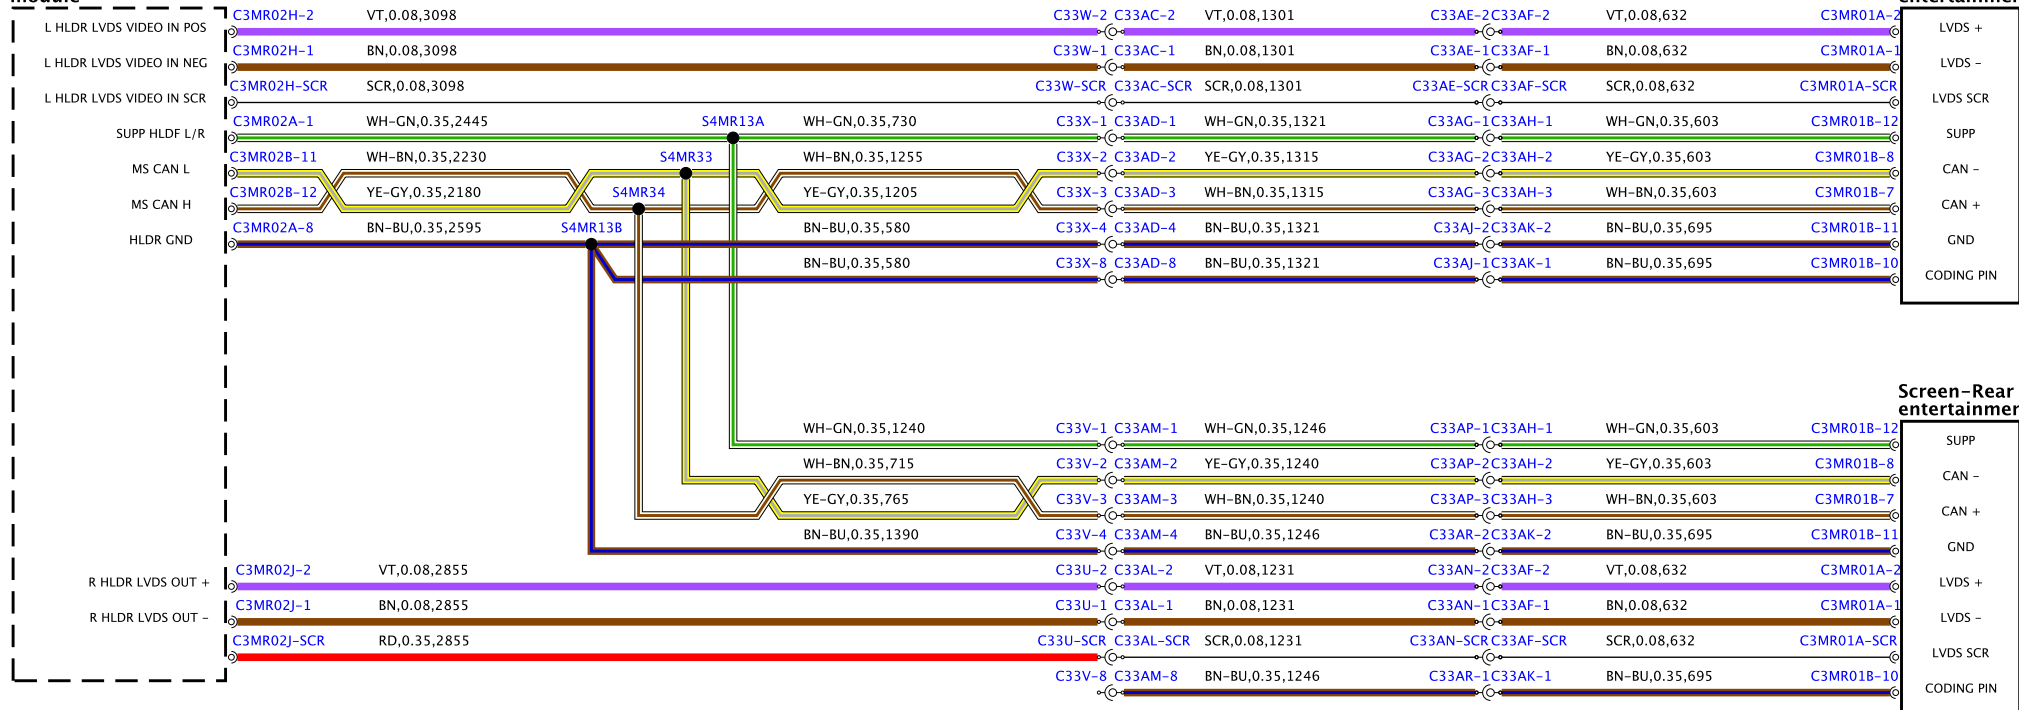 module
entertainment
C3MR02H-2 VT,0.08,3098 C33W-2 C33AC-2 VT,0.08,1301 C33AE-2 C33AF-2 VT,0.08,632 C3MR01A-2
L HLDR LVDS VIDEO IN POS LVDS +
C3MR02H-1 BN,0.08,3098 C33W-1 C33AC-1 BN,0.08,1301 C33AE-1 C33AF-1 BN,0.08,632 C3MR01A-1
L HLDR LVDS VIDEO IN NEG LVDS -
C3MR02H-SCR SCR,0.08,3098 C33W-SCR C33AC-SCR SCR,0.08,1301 C33AE-SCR C33AF-SCR SCR,0.08,632 C3MR01A-SCR
L HLDR LVDS VIDEO IN SCR LVDS SCR
C3MR02A-1 WH-GN,0.35,2445 S4MR13A WH-GN,0.35,730 C33X-1 C33AD-1 WH-GN,0.35,1321 C33AG-1 C33AH-1 WH-GN,0.35,603 C3MR01B-12
SUPP HLDF L/R SUPP
C3MR02B-11 WH-BN,0.35,2230 S4MR33 WH-BN,0.35,1255 C33X-2 C33AD-2 YE-GY,0.35,1315 C33AG-2 C33AH-2 YE-GY,0.35,603 C3MR01B-8
MS CAN L CAN -
C3MR02B-12 YE-GY,0.35,2180 S4MR34 YE-GY,0.35,1205 C33X-3 C33AD-3 WH-BN,0.35,1315 C33AG-3 C33AH-3 WH-BN,0.35,603 C3MR01B-7
MS CAN H CAN +
C3MR02A-8 BN-BU,0.35,2595 S4MR13B BN-BU,0.35,580 C33X-4 C33AD-4 BN-BU,0.35,1321 C33AJ-2 C33AK-2 BN-BU,0.35,695 C3MR01B-11
HLDR GND GND
BN-BU,0.35,580 C33X-8 C33AD-8 BN-BU,0.35,1321 C33AJ-1 C33AK-1 BN-BU,0.35,695 C3MR01B-10
CODING PIN
Screen-Rear
entertainmen
WH-GN,0.35,1240 C33V-1 C33AM-1 WH-GN,0.35,1246 C33AP-1 C33AH-1 WH-GN,0.35,603 C3MR01B-12
SUPP
WH-BN,0.35,715 C33V-2 C33AM-2 YE-GY,0.35,1240 C33AP-2 C33AH-2 YE-GY,0.35,603 C3MR01B-8
CAN -
YE-GY,0.35,765 C33V-3 C33AM-3 WH-BN,0.35,1240 C33AP-3 C33AH-3 WH-BN,0.35,603 C3MR01B-7
CAN +
BN-BU,0.35,1390 C33V-4 C33AM-4 BN-BU,0.35,1246 C33AR-2 C33AK-2 BN-BU,0.35,695 C3MR01B-11
GND
C3MR02J-2 VT,0.08,2855 C33U-2 C33AL-2 VT,0.08,1231 C33AN-2 C33AF-2 VT,0.08,632 C3MR01A-2
R HLDR LVDS OUT + LVDS +
C3MR02J-1 BN,0.08,2855 C33U-1 C33AL-1 BN,0.08,1231 C33AN-1 C33AF-1 BN,0.08,632 C3MR01A-1
R HLDR LVDS OUT - LVDS -
C3MR02J-SCR RD,0.35,2855 C33U-SCR C33AL-SCR SCR,0.08,1231 C33AN-SCR C33AF-SCR SCR,0.08,632 C3MR01A-SCR
LVDS SCR
C33V-8 C33AM-8 BN-BU,0.35,1246 C33AR-1 C33AK-1 BN-BU,0.35,695 C3MR01B-10
CODING PIN